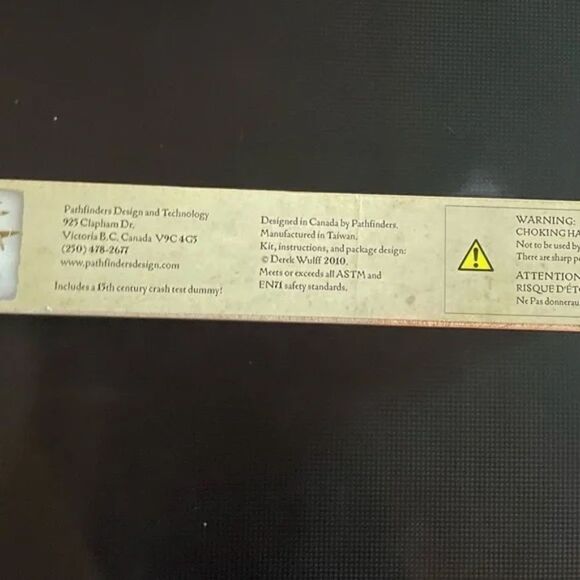 Pathfinders Design and Technology
925 Clapham Dr.
Victoria B.C. Canada V9C 4G5
(250) 478-2677
www.pathfindersdesign.com
Includes a 15th century crash test dummy!
Designed in Canada by Pathfinders.
Manufactured in Taiwan.
Kit, instructions, and package design:
© Derek Wulff 2010.
Meets or exceeds all ASTM and
EN71 safety standards.
WARNING:
CHOKING HA
Not to be used by
There are sharp p
ATTENTION
RISQUE D'ÉT
Ne Pas donner au